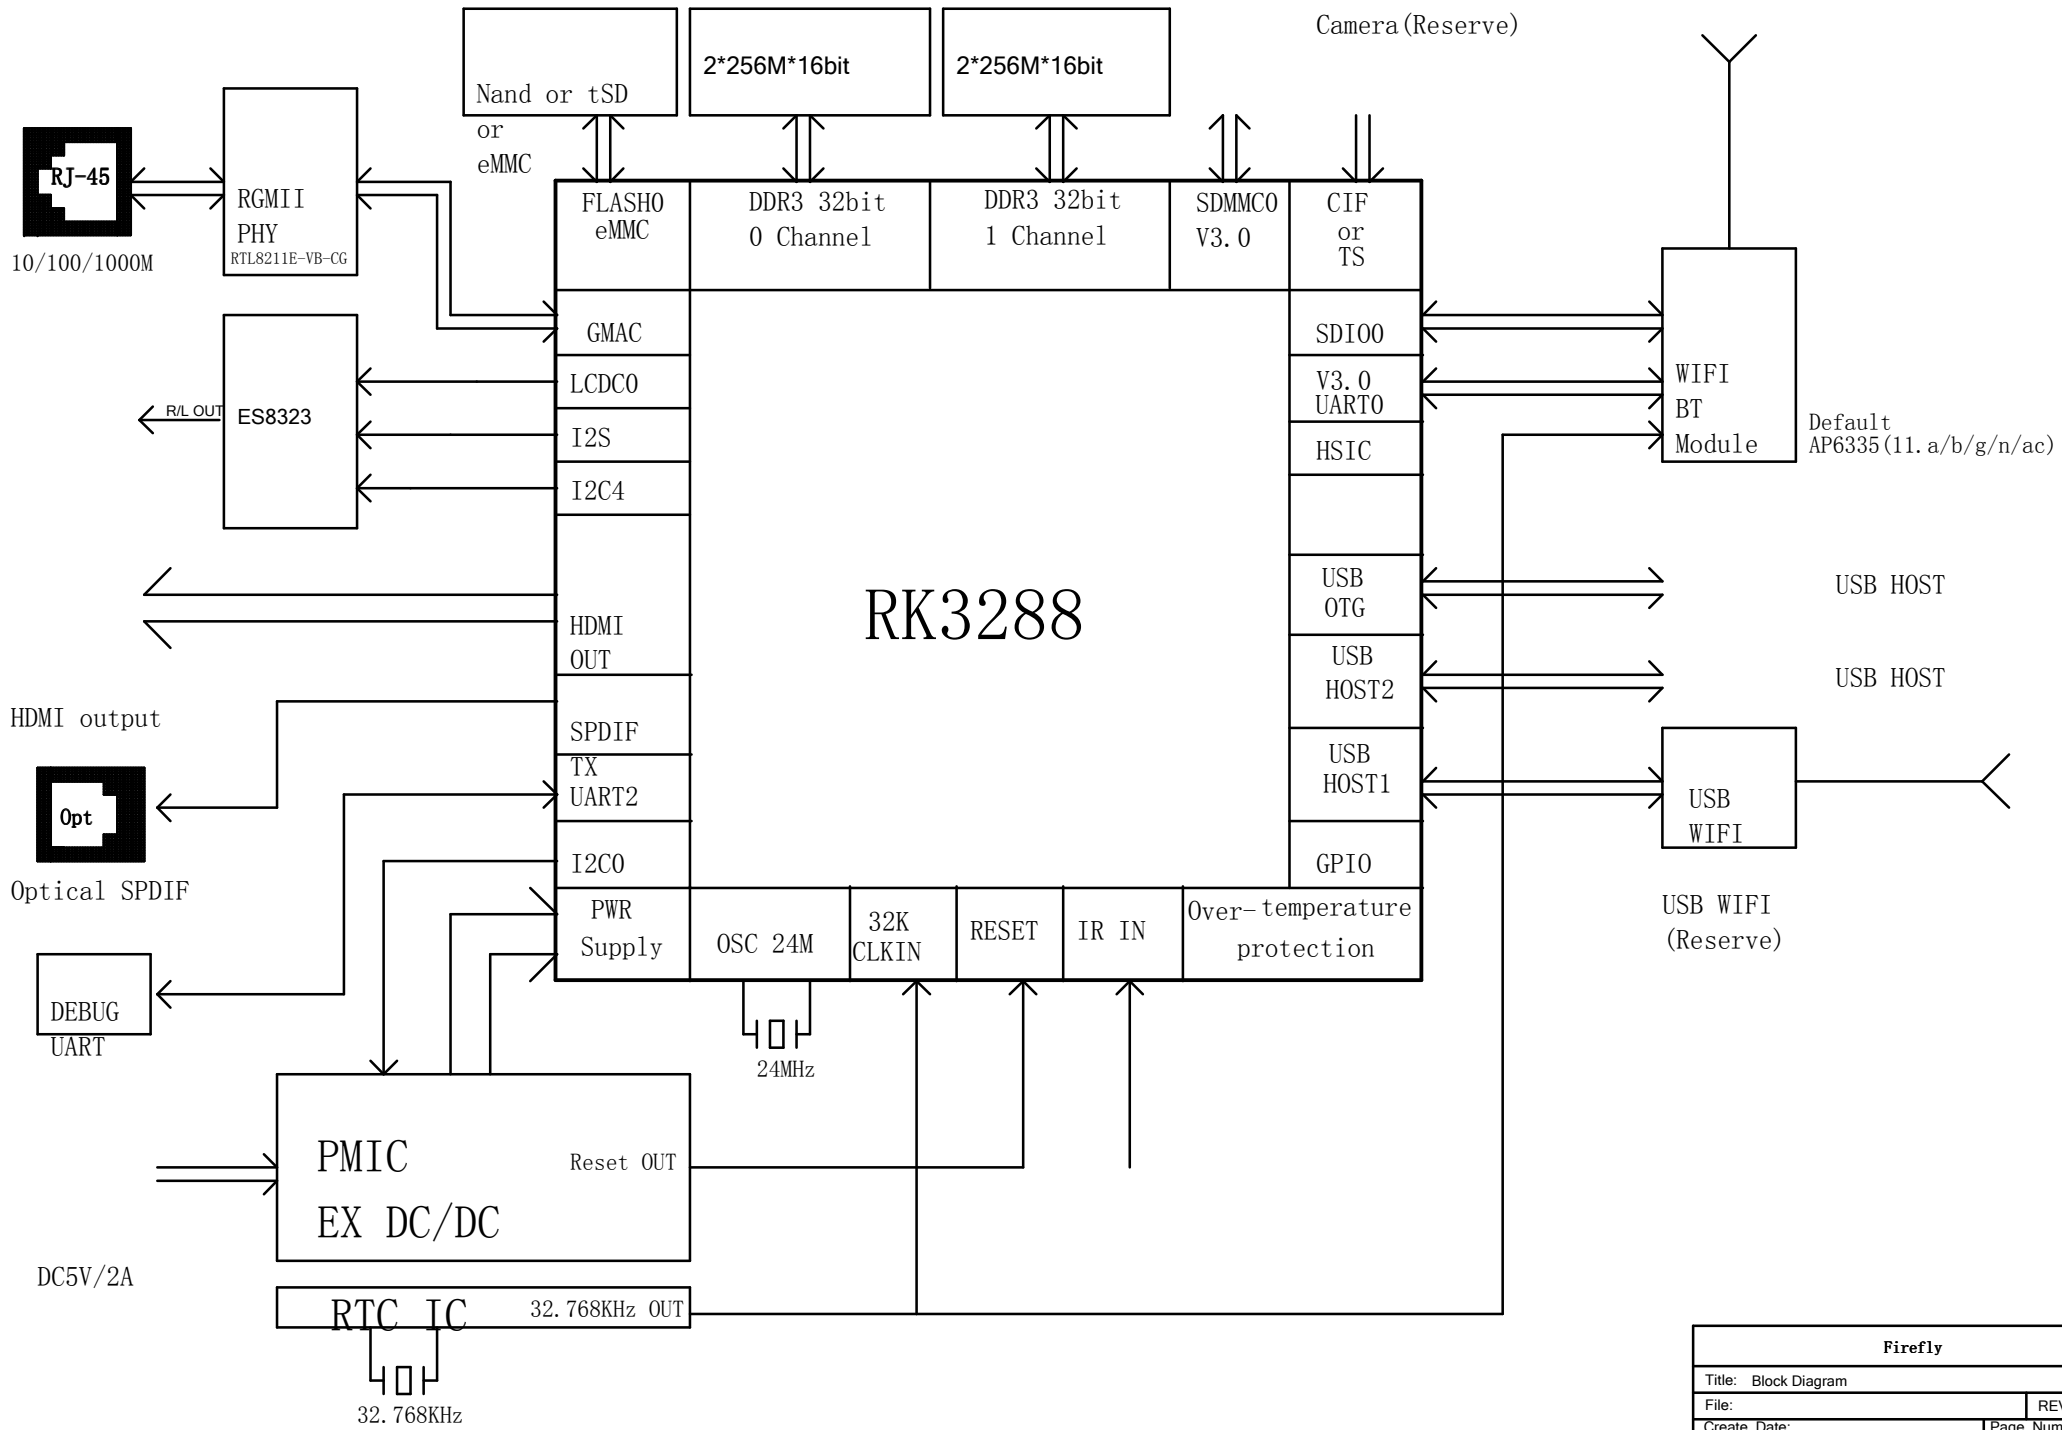 Camera(Reserve)
Nand or tSD
or
eMMC
2*256M*16bit
2*256M*16bit
RJ-45
10/100/1000M
RGMII
PHY
RTL8211E-VB-CG
FLASH0
eMMC
DDR3 32bit
0 Channel
DDR3 32bit
1 Channel
SDMMC0
V3.0
CIF
or
TS
GMAC
LCDC0
I2S
I2C4
R/L OUT
ES8323
HDMI
OUT
SPDIF
TX
UART2
I2C0
PWR
Supply
RK3288
SDIO0
V3.0
UART0
HSIC
USB
OTG
USB
HOST2
USB
HOST1
GPIO
WIFI
BT
Module
Default
AP6335(11.a/b/g/n/ac)
USB HOST
USB HOST
USB
WIFI
USB WIFI
(Reserve)
HDMI output
Opt
Optical SPDIF
DEBUG
UART
OSC 24M
32K
CLKIN
RESET
IR IN
Over-temperature
protection
24MHz
PMIC
EX DC/DC
Reset OUT
DC5V/2A
RTC IC
32.768KHz OUT
32.768KHz
Firefly
Title: Block Diagram
File:
Create Date: